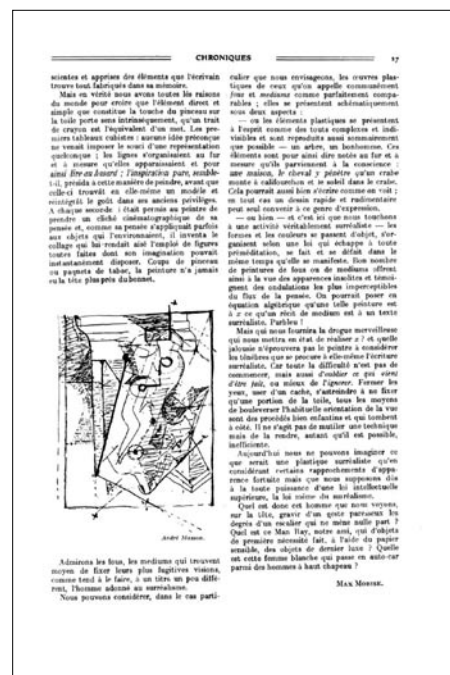 CHRONIQUES 27
scientes et apprises des éléments que l'écrivain
trouve tout fabriqués dans sa mémoire.
Mais en vérité nous avons toutes les raisons
du monde pour croire que l'élément direct et
simple que constitue la touche du pinceau sur
la toile porte sens intrinsèquement, qu'un trait
de crayon est l'équivalent d'un mot. Les pre-
miers tableaux cubistes : aucune idée préconçue
ne venait imposer le souci d'une représentation
quelconque ; les lignes s'organisaient au fur
et à mesure qu'elles apparaissaient et pour
ainsi dire au hasard ; l'inspiration pure, semble-
t-il, présida à cette manière de peindre, avant que
celle-ci trouvât en elle-même un modèle et
réintégrât le goût dans ses anciens privilèges.
A chaque seconde il était permis au peintre de
prendre un cliché cinématographique de sa
pensée et, comme sa pensée s'appliquait parfois
aux objets qui l'environnaient, il inventa le
collage qui lui rendait aisé l'emploi de figures
toutes faites dont son imagination pouvait
instantanément disposer. Coups de pinceau
ou paquets de tabac, la peinture n'a jamais
eu la tête plus près du bonnet.
André Masson.
Admirons les fous, les médiums qui trouvent
moyen de fixer leurs plus fugitives visions,
comme tend à le faire, à un titre un peu diffé-
rent, l'homme adonné au surréalisme.
Nous pouvons considérer, dans le cas parti-
culier que nous envisageons, les œuvres plas-
tiques de ceux qu'on appelle communément
fous et médiums comme parfaitement compa-
rables ; elles se présentent schématiquement
sous deux aspects :
— ou les éléments plastiques se présentent
à l'esprit comme des touts complexes et indi-
visibles et sont reproduits aussi sommairement
que possible — un arbre, un bonhomme. Ces
éléments sont pour ainsi dire notés au fur et à
mesure qu'ils parviennent à la conscience :
une maison, le cheval y pénètre qu'un crabe
monte à califourchon et le soleil dans le crabe.
Cela pourrait aussi bien s'écrire comme on voit ;
en tout cas un dessin rapide et rudimentaire
peut seul convenir à ce genre d'expression.
— ou bien — et c'est ici que nous touchons
à une activité véritablement surréaliste — les
formes et les couleurs se passent d'objet, s'or-
ganisent selon une loi qui échappe à toute
préméditation, se fait et se défait dans le
même temps qu'elle se manifeste. Bon nombre
de peintures de fous ou de médiums offrent
ainsi à la vue des apparences insolites et témoi-
gnent des ondulations les plus imperceptibles
du flux de la pensée. On pourrait poser en
équation algébrique qu'une telle peinture est
à x ce qu'un récit de médium est à un texte
surréaliste. Parbleu !
Mais qui nous fournira la drogue merveilleuse
qui nous mettra en état de réaliser x ? et quelle
jalousie n'éprouvera pas le peintre à considérer
les ténèbres que se procure à elle-même l'écriture
surréaliste. Car toute la difficulté n'est pas de
commencer, mais aussi d'oublier ce qui vient
d'être fait, ou mieux de l'ignorer. Fermer les
yeux, user d'un cache, s'astreindre à ne fixer
qu'une portion de la toile, tous les moyens
de bouleverser l'habituelle orientation de la vue
sont des procédés bien enfantins et qui tombent
à côté. Il ne s'agit pas de mutiler une technique
mais de la rendre, autant qu'il est possible,
inefficiente.
Aujourd'hui nous ne pouvons imaginer ce
que serait une plastique surréaliste qu'en
considérant certains rapprochements d'appa-
rence fortuite mais que nous supposons dûs
à la toute puissance d'une loi intellectuelle
supérieure, la loi même du surréalisme.
Quel est donc cet homme que nous voyons,
sur la tête, gravir d'un geste paresseux les
degrés d'un escalier qui ne mène nulle part ?
Quel est ce Man Ray, notre ami, qui d'objets
de première nécessité fait, à l'aide du papier
sensible, des objets de dernier luxe ? Quelle
est cette femme blanche qui passe en auto-car
parmi des hommes à haut chapeau ?
MAX MORISE.